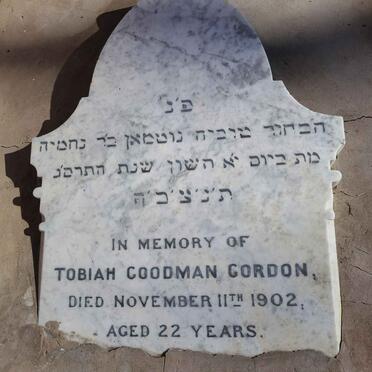 פ״נ
הבחור טוביה גוטמאן בר נחמיה
מת ביום י״א חשון שנת התרס״ג
ת׳נ׳צ׳ב׳ה
IN MEMORY OF
TOBIAH GOODMAN GORDON,
DIED NOVEMBER 11TH 1902,
AGED 22 YEARS.